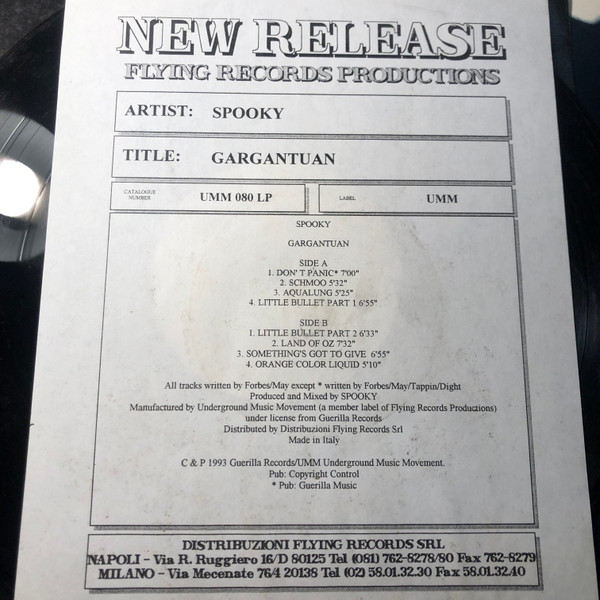 NEW RELEASE
FLYING RECORDS PRODUCTIONS
ARTIST: SPOOKY
TITLE: GARGANTUAN
CATALOGUE
NUMBER
UMM 080 LP
LABEL
UMM
SPOOKY
GARGANTUAN
SIDE A
1. DON' T PANIC* 7'00"
2. SCHMOO 5'32"
3. AQUALUNG 5'25"
4. LITTLE BULLET PART 1 6'55"
SIDE B
1. LITTLE BULLET PART 2 6'33"
2. LAND OF OZ 7'32"
3. SOMETHING'S GOT TO GIVE 6'55"
4. ORANGE COLOR LIQUID 5'10"
All tracks written by Forbes/May except * written by Forbes/May/Tappin/Dight
Produced and Mixed by SPOOKY
Manufactured by Underground Music Movement (a member label of Flying Records Productions)
under license from Guerilla Records
Distributed by Distribuzioni Flying Records Srl
Made in Italy
C & P 1993 Guerilla Records/UMM Underground Music Movement.
Pub: Copyright Control
* Pub: Guerilla Music
DISTRIBUZIONI FLYING RECORDS SRL
NAPOLI - Via R. Ruggiero 16/D 80125 Tel (081) 762-8278/80 Fax 762-8279
MILANO - Via Mecenate 76/4 20138 Tel (02) 58.01.32.30 Fax 58.01.32.40